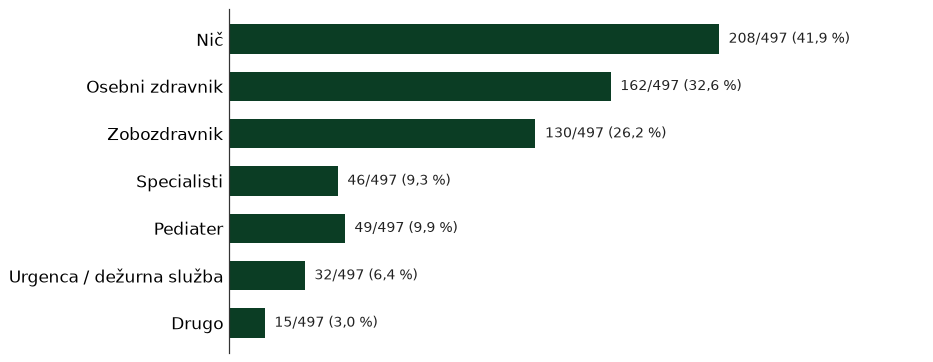 Nič 208/497 (41,9 %)
Osebni zdravnik 162/497 (32,6 %)
Zobozdravnik 130/497 (26,2 %)
Specialisti 46/497 (9,3 %)
Pediater 49/497 (9,9 %)
Urgenca / dežurna služba 32/497 (6,4 %)
Drugo 15/497 (3,0 %)